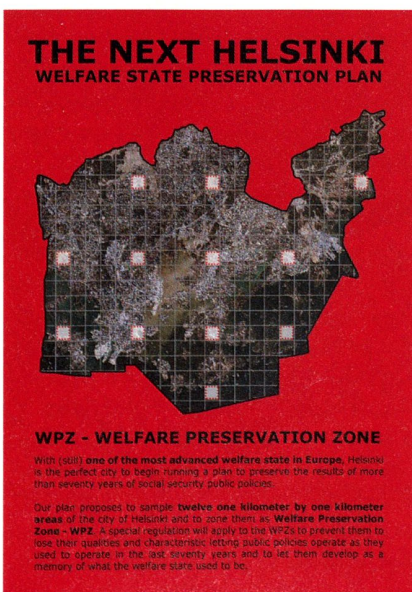 THE NEXT HELSINKI
WELFARE STATE PRESERVATION PLAN
WPZ - WELFARE PRESERVATION ZONE
With (still) one of the most advanced welfare state in Europe, Helsinki
is the perfect city to begin running a plan to preserve the results of more
than seventy years of social security public policies.
Our plan proposes to sample twelve one kilometer by one kilometer
areas of the city of Helsinki and to zone them as Welfare Preservation
Zone - WPZ. A special regulation will apply to the WPZs to prevent them to
lose their qualities and characteristic letting public policies operate as they
used to operate in the last seventy years and to let them develop as a
memory of what the welfare state used to be.